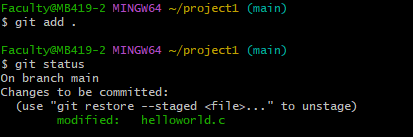 Faculty@MB419-2 MINGW64 ~/project1 (main)
$ git add .
Faculty@MB419-2 MINGW64 ~/project1 (main)
$ git status
On branch main
Changes to be committed:
(use "git restore --staged <file>..." to unstage)
modified: helloworld.c